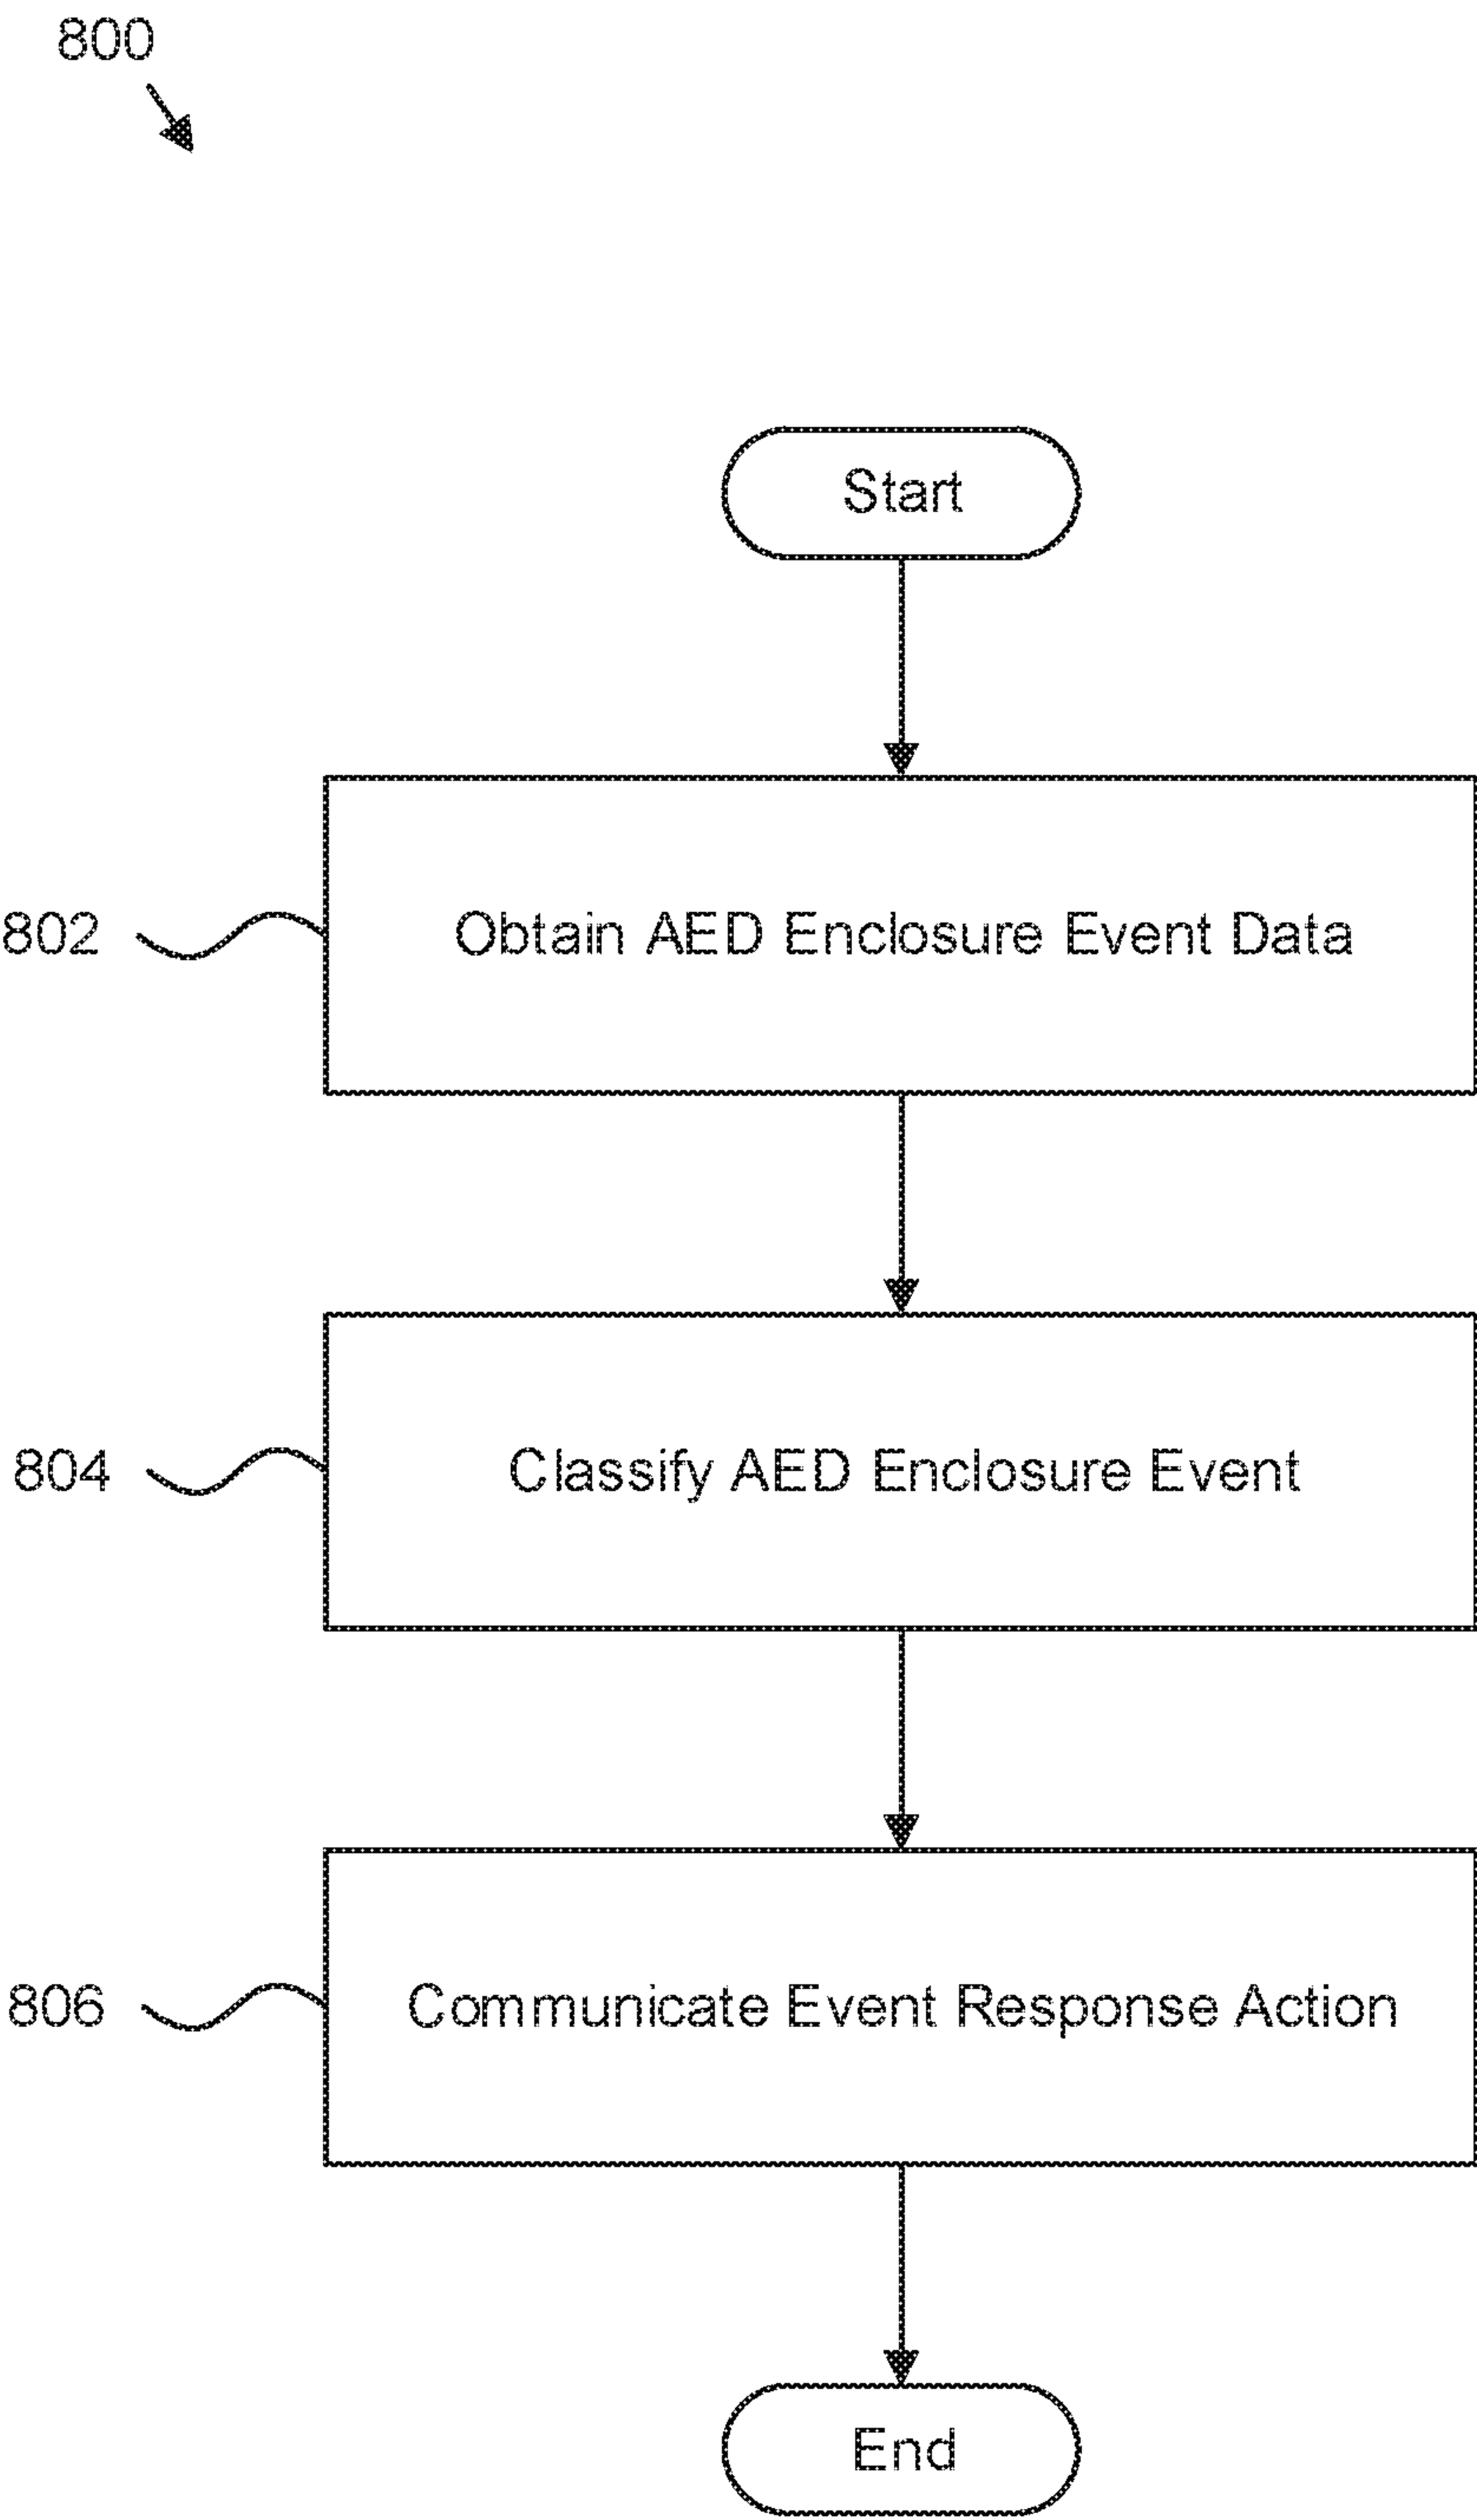 800
Start
802 Obtain AED Enclosure Event Data
804 Classify AED Enclosure Event
806 Communicate Event Response Action
End